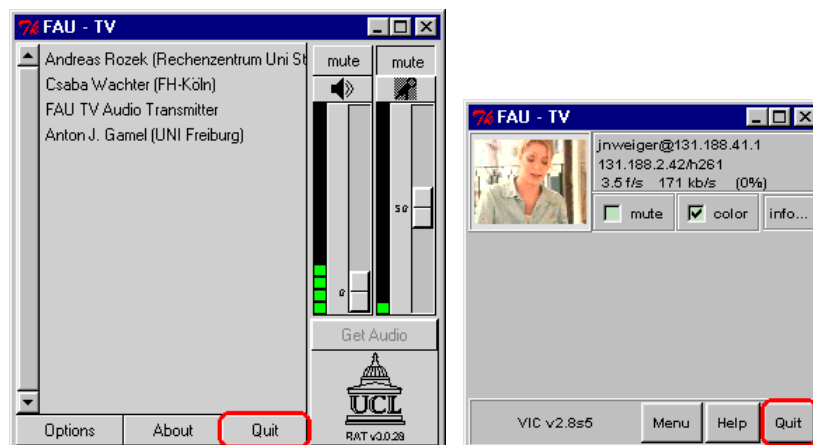 FAU - TV
Andreas Rozek (Rechenzentrum Uni St
Csaba Wachter (FH-Köln)
FAU TV Audio Transmitter
Anton J. Gamel (UNI Freiburg)
mute
mute
50
0
Get Audio
UCL
RAT v3.0.28
Options
About
Quit
FAU - TV
jnweiger@131.188.41.1
131.188.2.42/h261
3.5 f/s 171 kb/s (0%)
mute
color
info...
VIC v2.8s5
Menu
Help
Quit